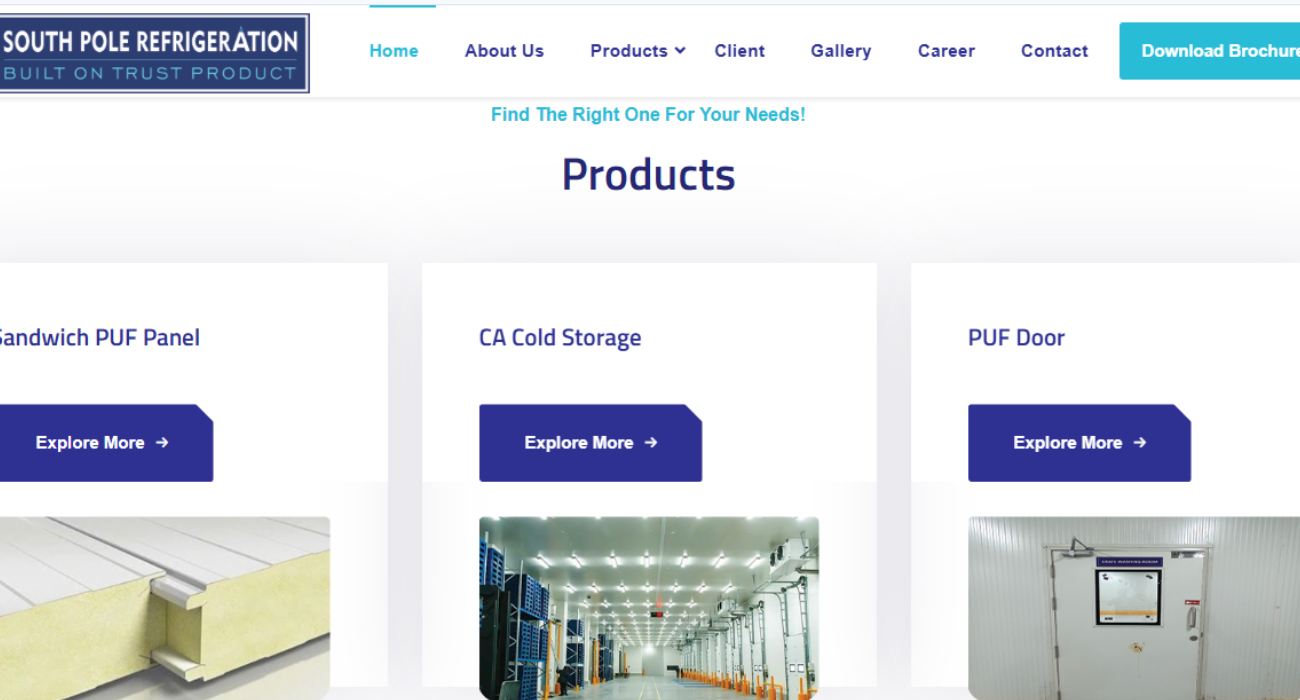 SOUTH POLE REFRIGERATION
BUILT ON TRUST PRODUCT
Home About Us Products Client Gallery Career Contact Download Brochure
Find The Right One For Your Needs!
Products
Sandwich PUF Panel CA Cold Storage PUF Door
Explore More → Explore More → Explore More →